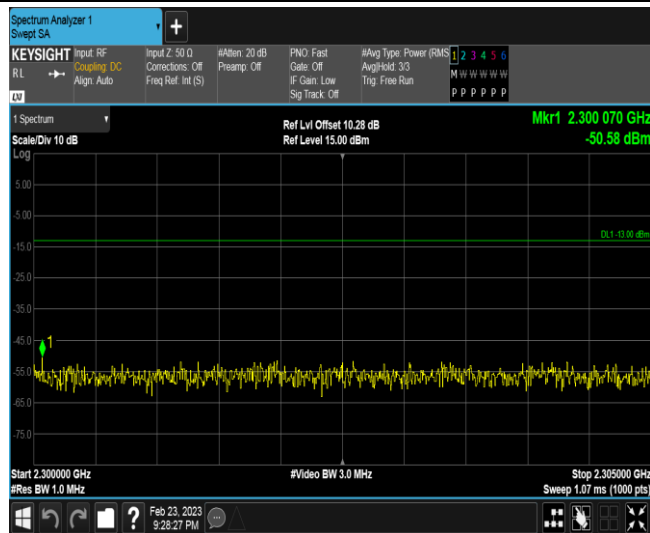 Spectrum Analyzer 1
Swept SA
+
KEYSIGHT
RL
Input: RF
Coupling: DC
Align: Auto
Input Z: 50 Ω
Corrections: Off
Freq Ref: Int (S)
#Atten: 20 dB
Preamp: Off
PNO: Fast
Gate: Off
IF Gain: Low
Sig Track: Off
#Avg Type: Power (RMS
Avg|Hold: 3/3
Trig: Free Run
1 2 3 4 5 6
M W W W W W
P P P P P P
1 Spectrum
Scale/Div 10 dB
Log
Ref Lvl Offset 10.28 dB
Ref Level 15.00 dBm
Mkr1 2.300 070 GHz
-50.58 dBm
5.00
-5.00
DL1 -13.00 dBm
-15.0
-25.0
-35.0
-45.0
1
-55.0
-65.0
-75.0
Start 2.300000 GHz
#Res BW 1.0 MHz
#Video BW 3.0 MHz
Stop 2.305000 GHz
Sweep 1.07 ms (1000 pts)
?
Feb 23, 2023
9:28:27 PM